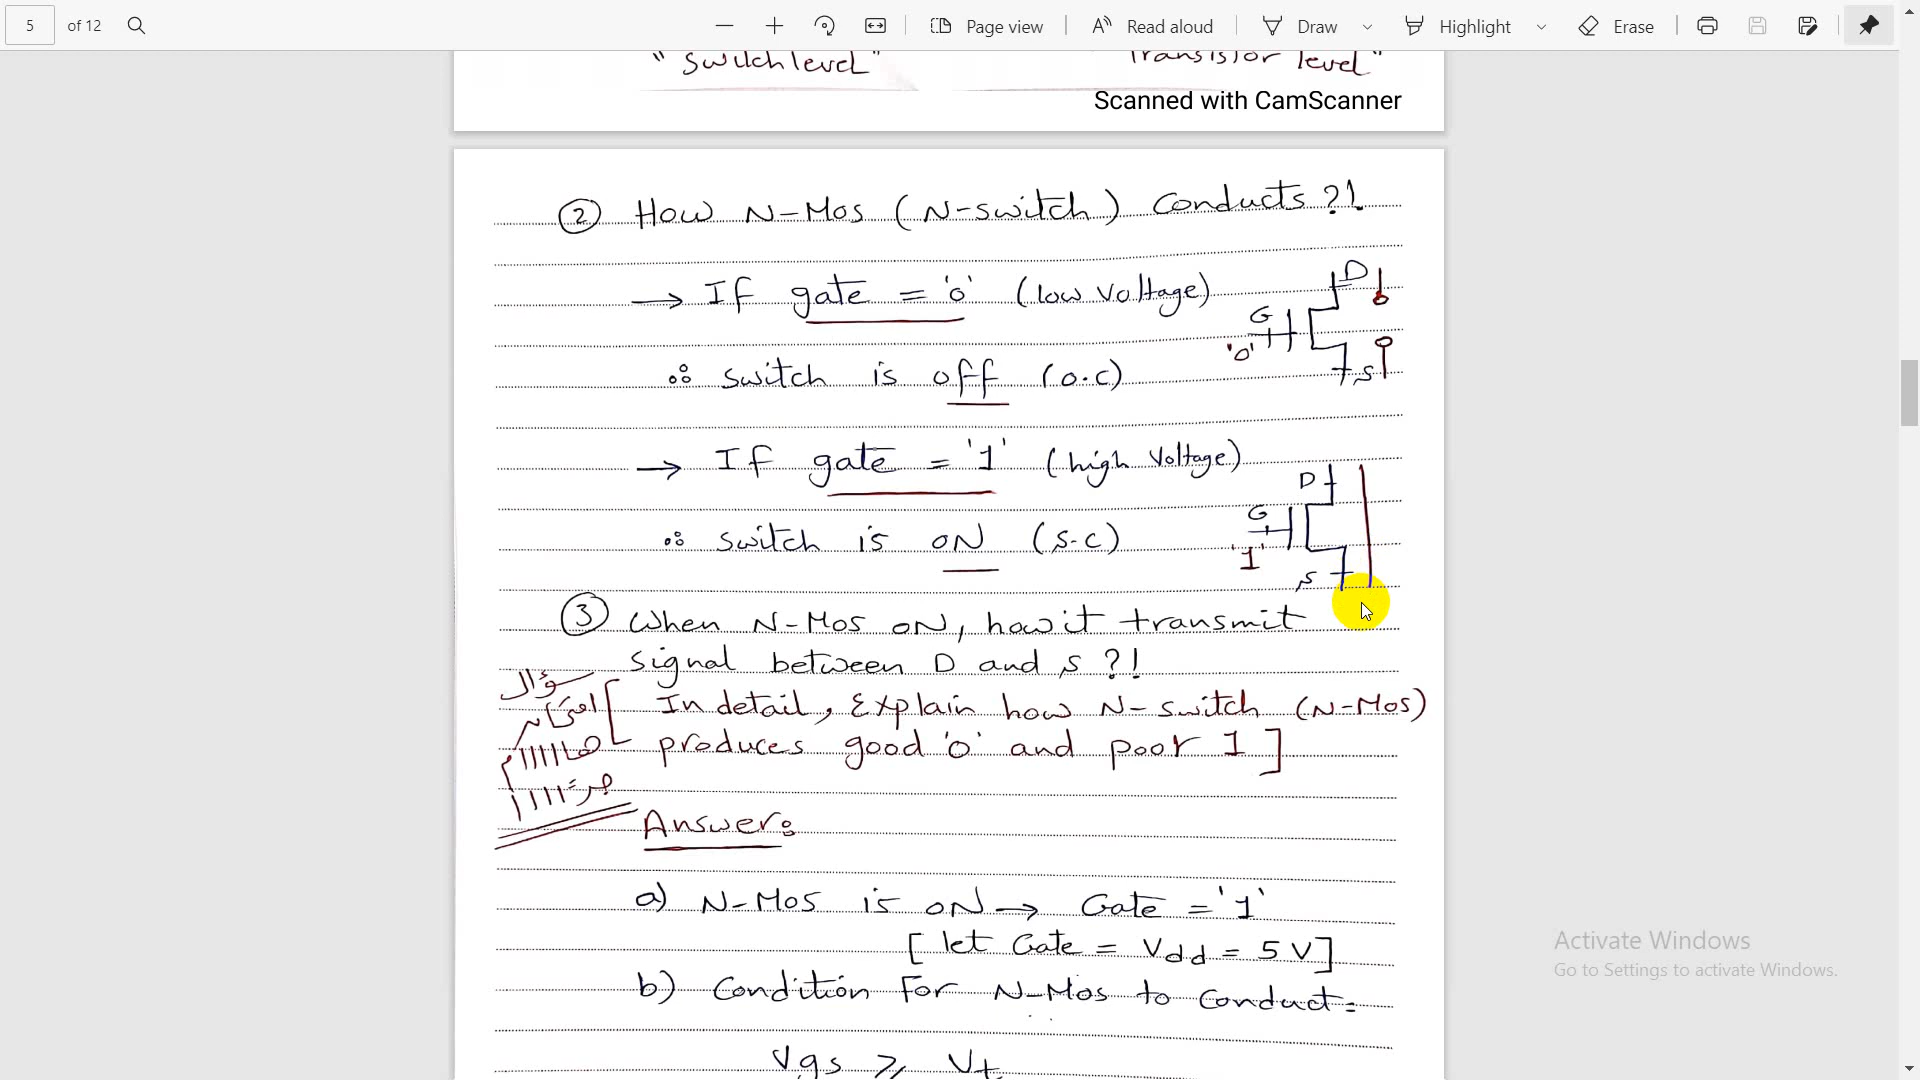 5 of 12 Page view Read aloud Draw Highlight Erase
"Switch level" "Transistor level"
Scanned with CamScanner
② How N-Mos (N-switch) Conducts ?!
→ If gate = '0' (low Voltage)
D
G
'0'
S
∴ switch is off (o.c)
→ If gate = '1' (high Voltage)
D
G
'1'
S
∴ switch is ON (s.c)
③ When N-Mos ON, how it transmit
signal between D and S ?!
سؤال
امتحان
[ In detail, Explain how N-switch (N-Mos)
هاااااام
produces good '0' and poor 1 ]
Answer:
a) N-Mos is ON → Gate = '1'
[ let Gate = Vdd = 5 V]
b) Condition For N-Mos to Conduct:
Vgs ≥ Vt
Activate Windows
Go to Settings to activate Windows.